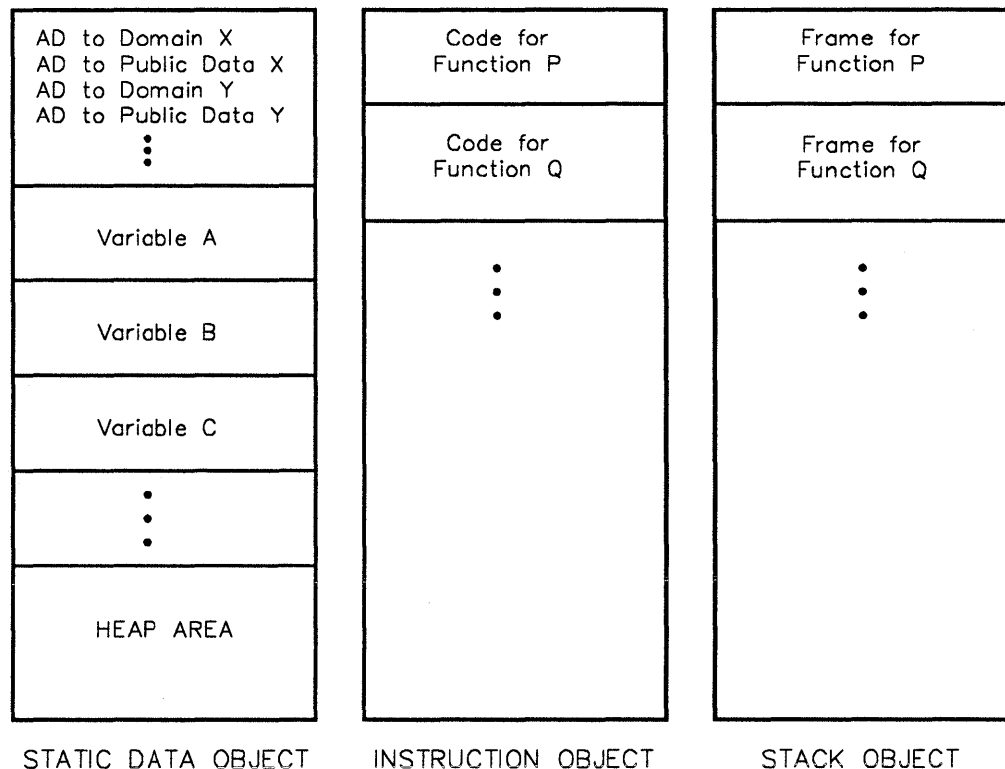 AD to Domain X
AD to Public Data X
AD to Domain Y
AD to Public Data Y
Variable A
Variable B
Variable C
HEAP AREA
STATIC DATA OBJECT
Code for
Function P
Code for
Function Q
INSTRUCTION OBJECT
Frame for
Function P
Frame for
Function Q
STACK OBJECT